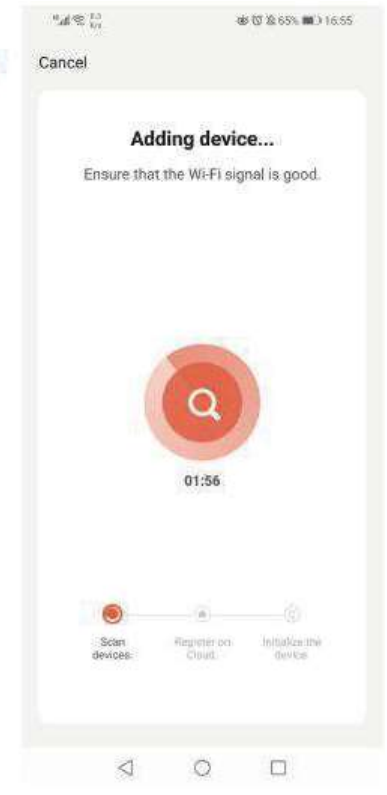 65% 16:55
Cancel
Adding device...
Ensure that the Wi-Fi signal is good.
01:56
Scan
devices.
Register on
Cloud.
Initialize the
device.